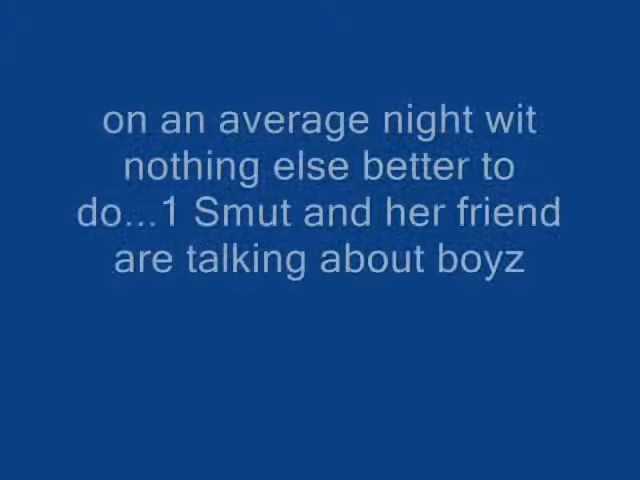 on an average night wit
nothing else better to
do...1 Smut and her friend
are talking about boyz